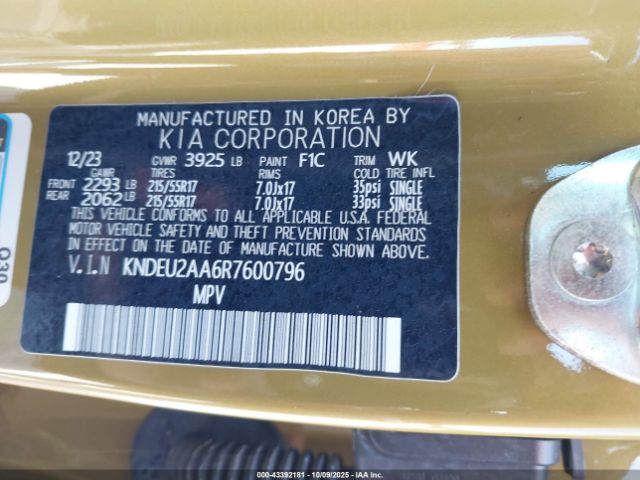 MANUFACTURED IN KOREA BY
KIA CORPORATION
12/23 GVWR 3925 LB PAINT F1C TRIM WK
GAWR TIRES RIMS COLD TIRE INFL
FRONT 2293 LB 215/55R17 7.0Jx17 35psi SINGLE
REAR 2062 LB 215/55R17 7.0Jx17 33psi SINGLE
THIS VEHICLE CONFORMS TO ALL APPLICABLE U.S.A. FEDERAL
MOTOR VEHICLE SAFETY AND THEFT PREVENTION STANDARDS
IN EFFECT ON THE DATE OF MANUFACTURE SHOWN ABOVE.
V.I.N KNDEU2AA6R7600796
MPV
Q30
00-43392181 - 10/09/2025 - Copyright © IAA, Inc.